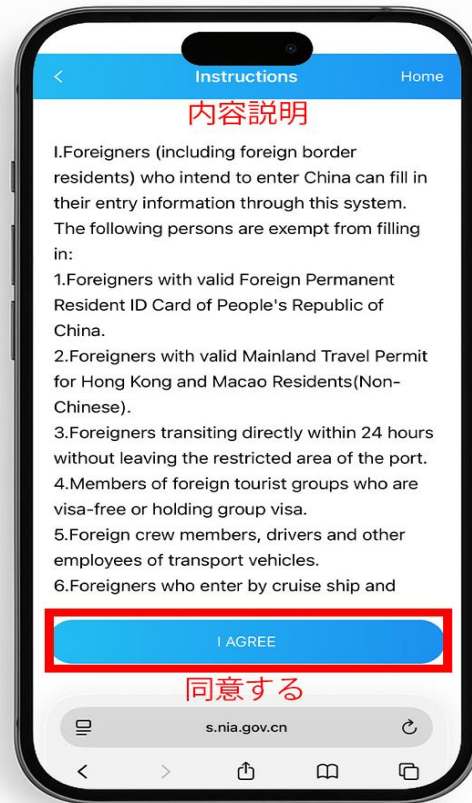 Instructions
Home
内容説明
I.Foreigners (including foreign border
residents) who intend to enter China can fill in
their entry information through this system.
The following persons are exempt from filling
in:
1.Foreigners with valid Foreign Permanent
Resident ID Card of People's Republic of
China.
2.Foreigners with valid Mainland Travel Permit
for Hong Kong and Macao Residents(Non-
Chinese).
3.Foreigners transiting directly within 24 hours
without leaving the restricted area of the port.
4.Members of foreign tourist groups who are
visa-free or holding group visa.
5.Foreign crew members, drivers and other
employees of transport vehicles.
6.Foreigners who enter by cruise ship and
I AGREE
同意する
s.nia.gov.cn